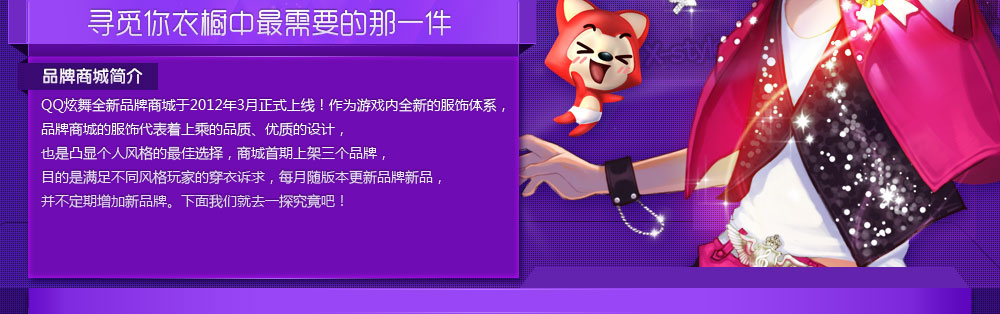 寻觅你衣橱中最需要的那一件
品牌商城简介
QQ炫舞全新品牌商城于2012年3月正式上线！作为游戏内全新的服饰体系，
品牌商城的服饰代表着上乘的品质、优质的设计，
也是凸显个人风格的最佳选择，商城首期上架三个品牌，
目的是满足不同风格玩家的穿衣诉求，每月随版本更新品牌新品，
并不定期增加新品牌。下面我们就去一探究竟吧！